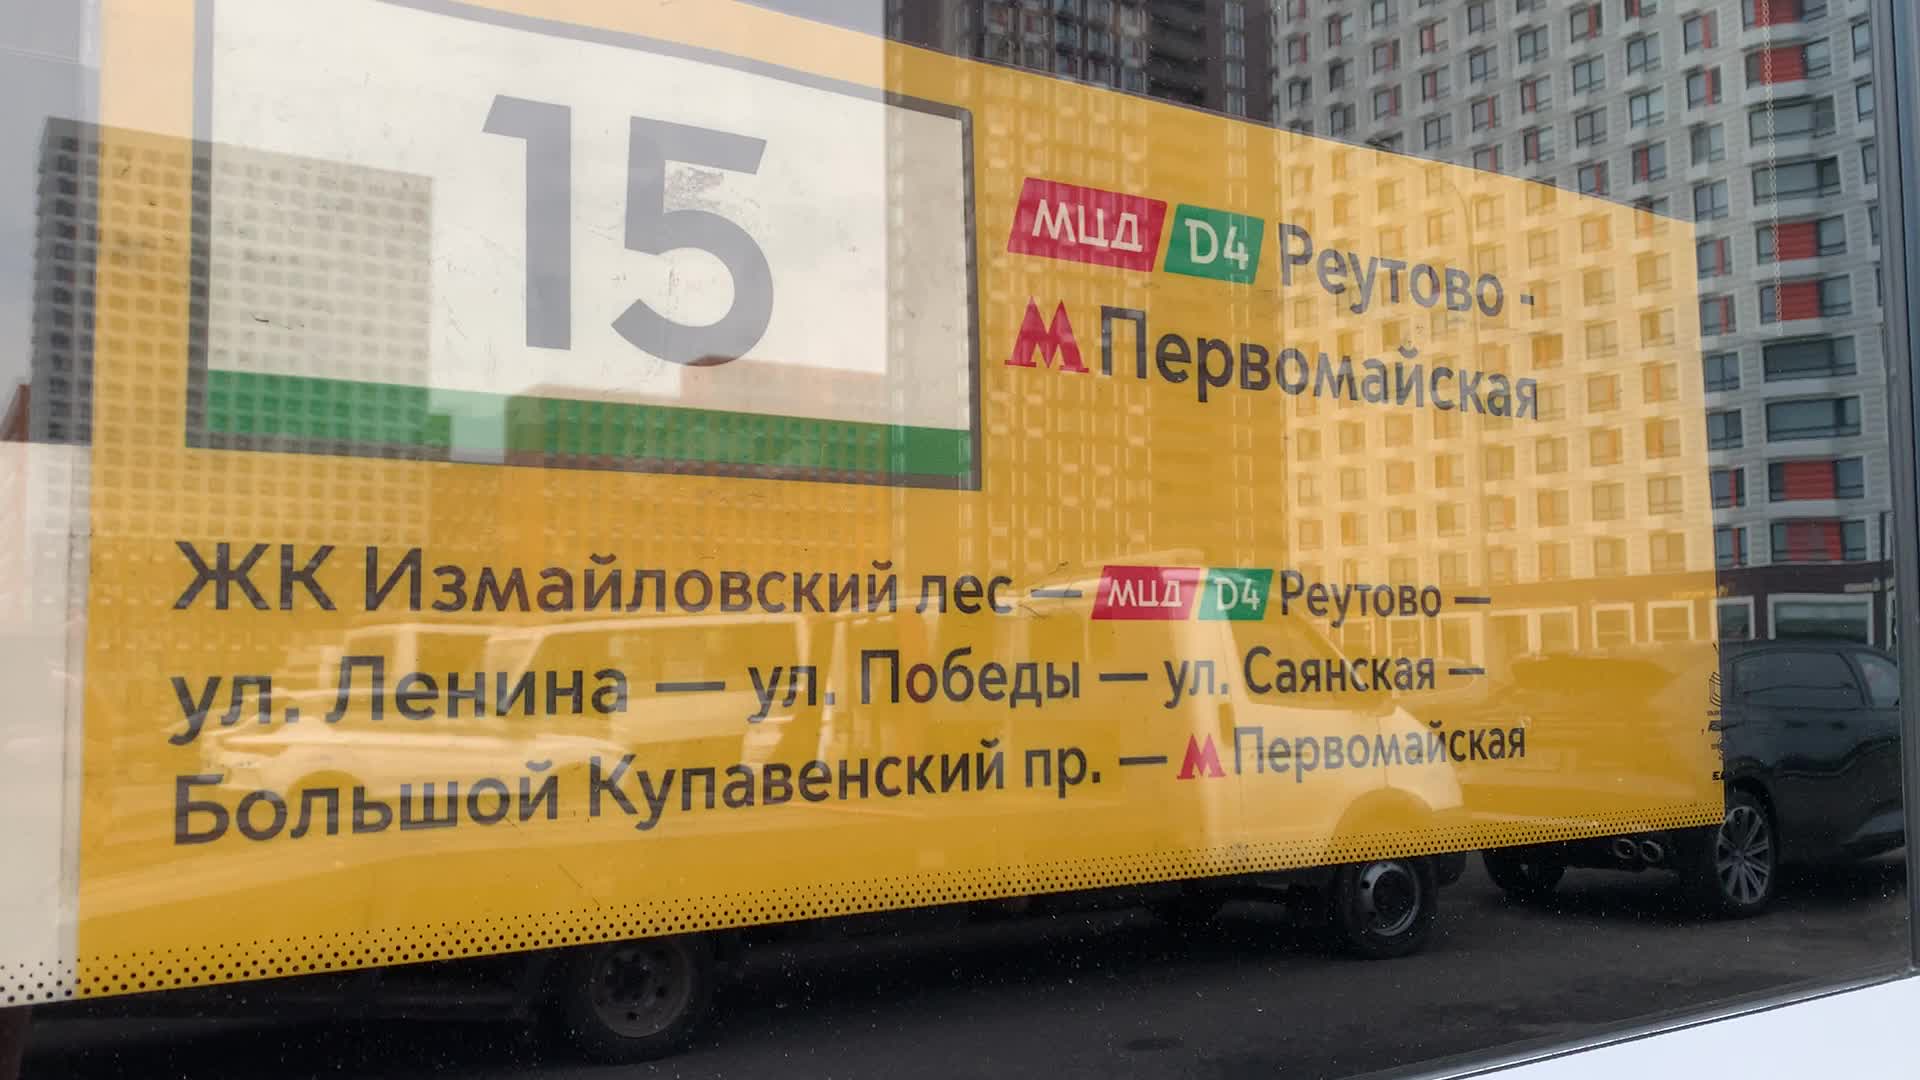 15
МЦД D4 Реутово -
М Первомайская
ЖК Измайловский лес — МЦД D4 Реутово —
ул. Ленина — ул. Победы — ул. Саянская —
Большой Купавенский пр. — М Первомайская